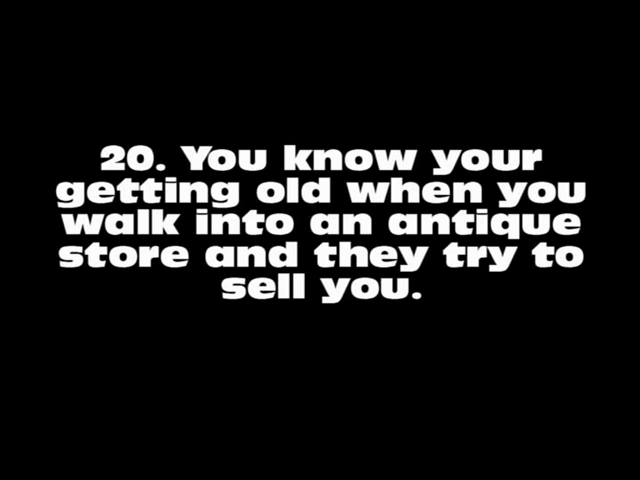 20. You know your
getting old when you
walk into an antique
store and they try to
sell you.